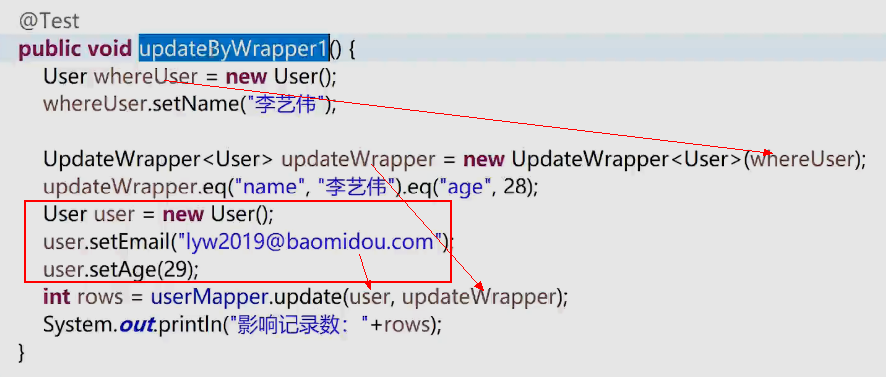 @Test
public void updateByWrapper1() {
User whereUser = new User();
whereUser.setName("李艺伟");
UpdateWrapper<User> updateWrapper = new UpdateWrapper<User>(whereUser);
updateWrapper.eq("name", "李艺伟").eq("age", 28);
User user = new User();
user.setEmail("lyw2019@baomidou.com");
user.setAge(29);
int rows = userMapper.update(user, updateWrapper);
System.out.println("影响记录数："+rows);
}